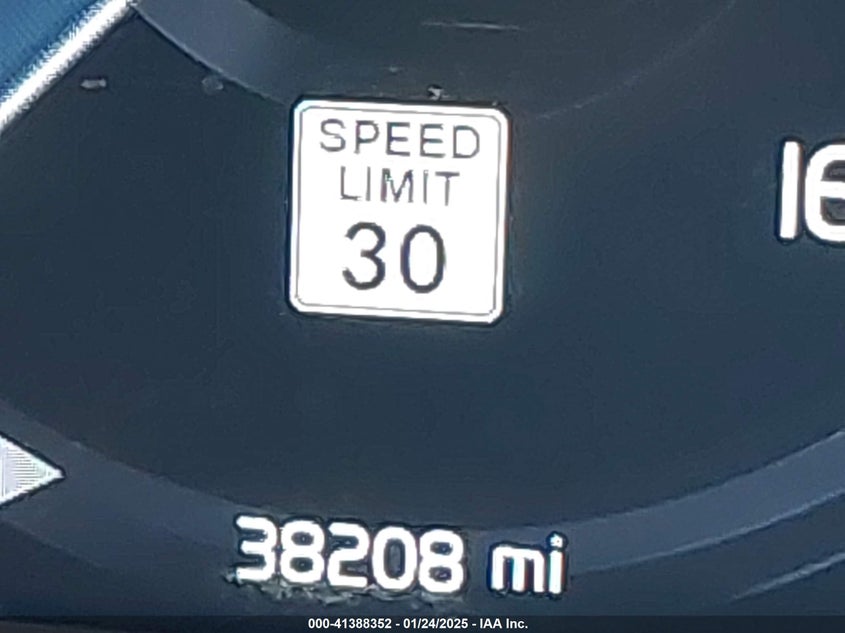 SPEED
LIMIT
30
38208 mi
000-41388352 - 01/24/2025 - IAA Inc.